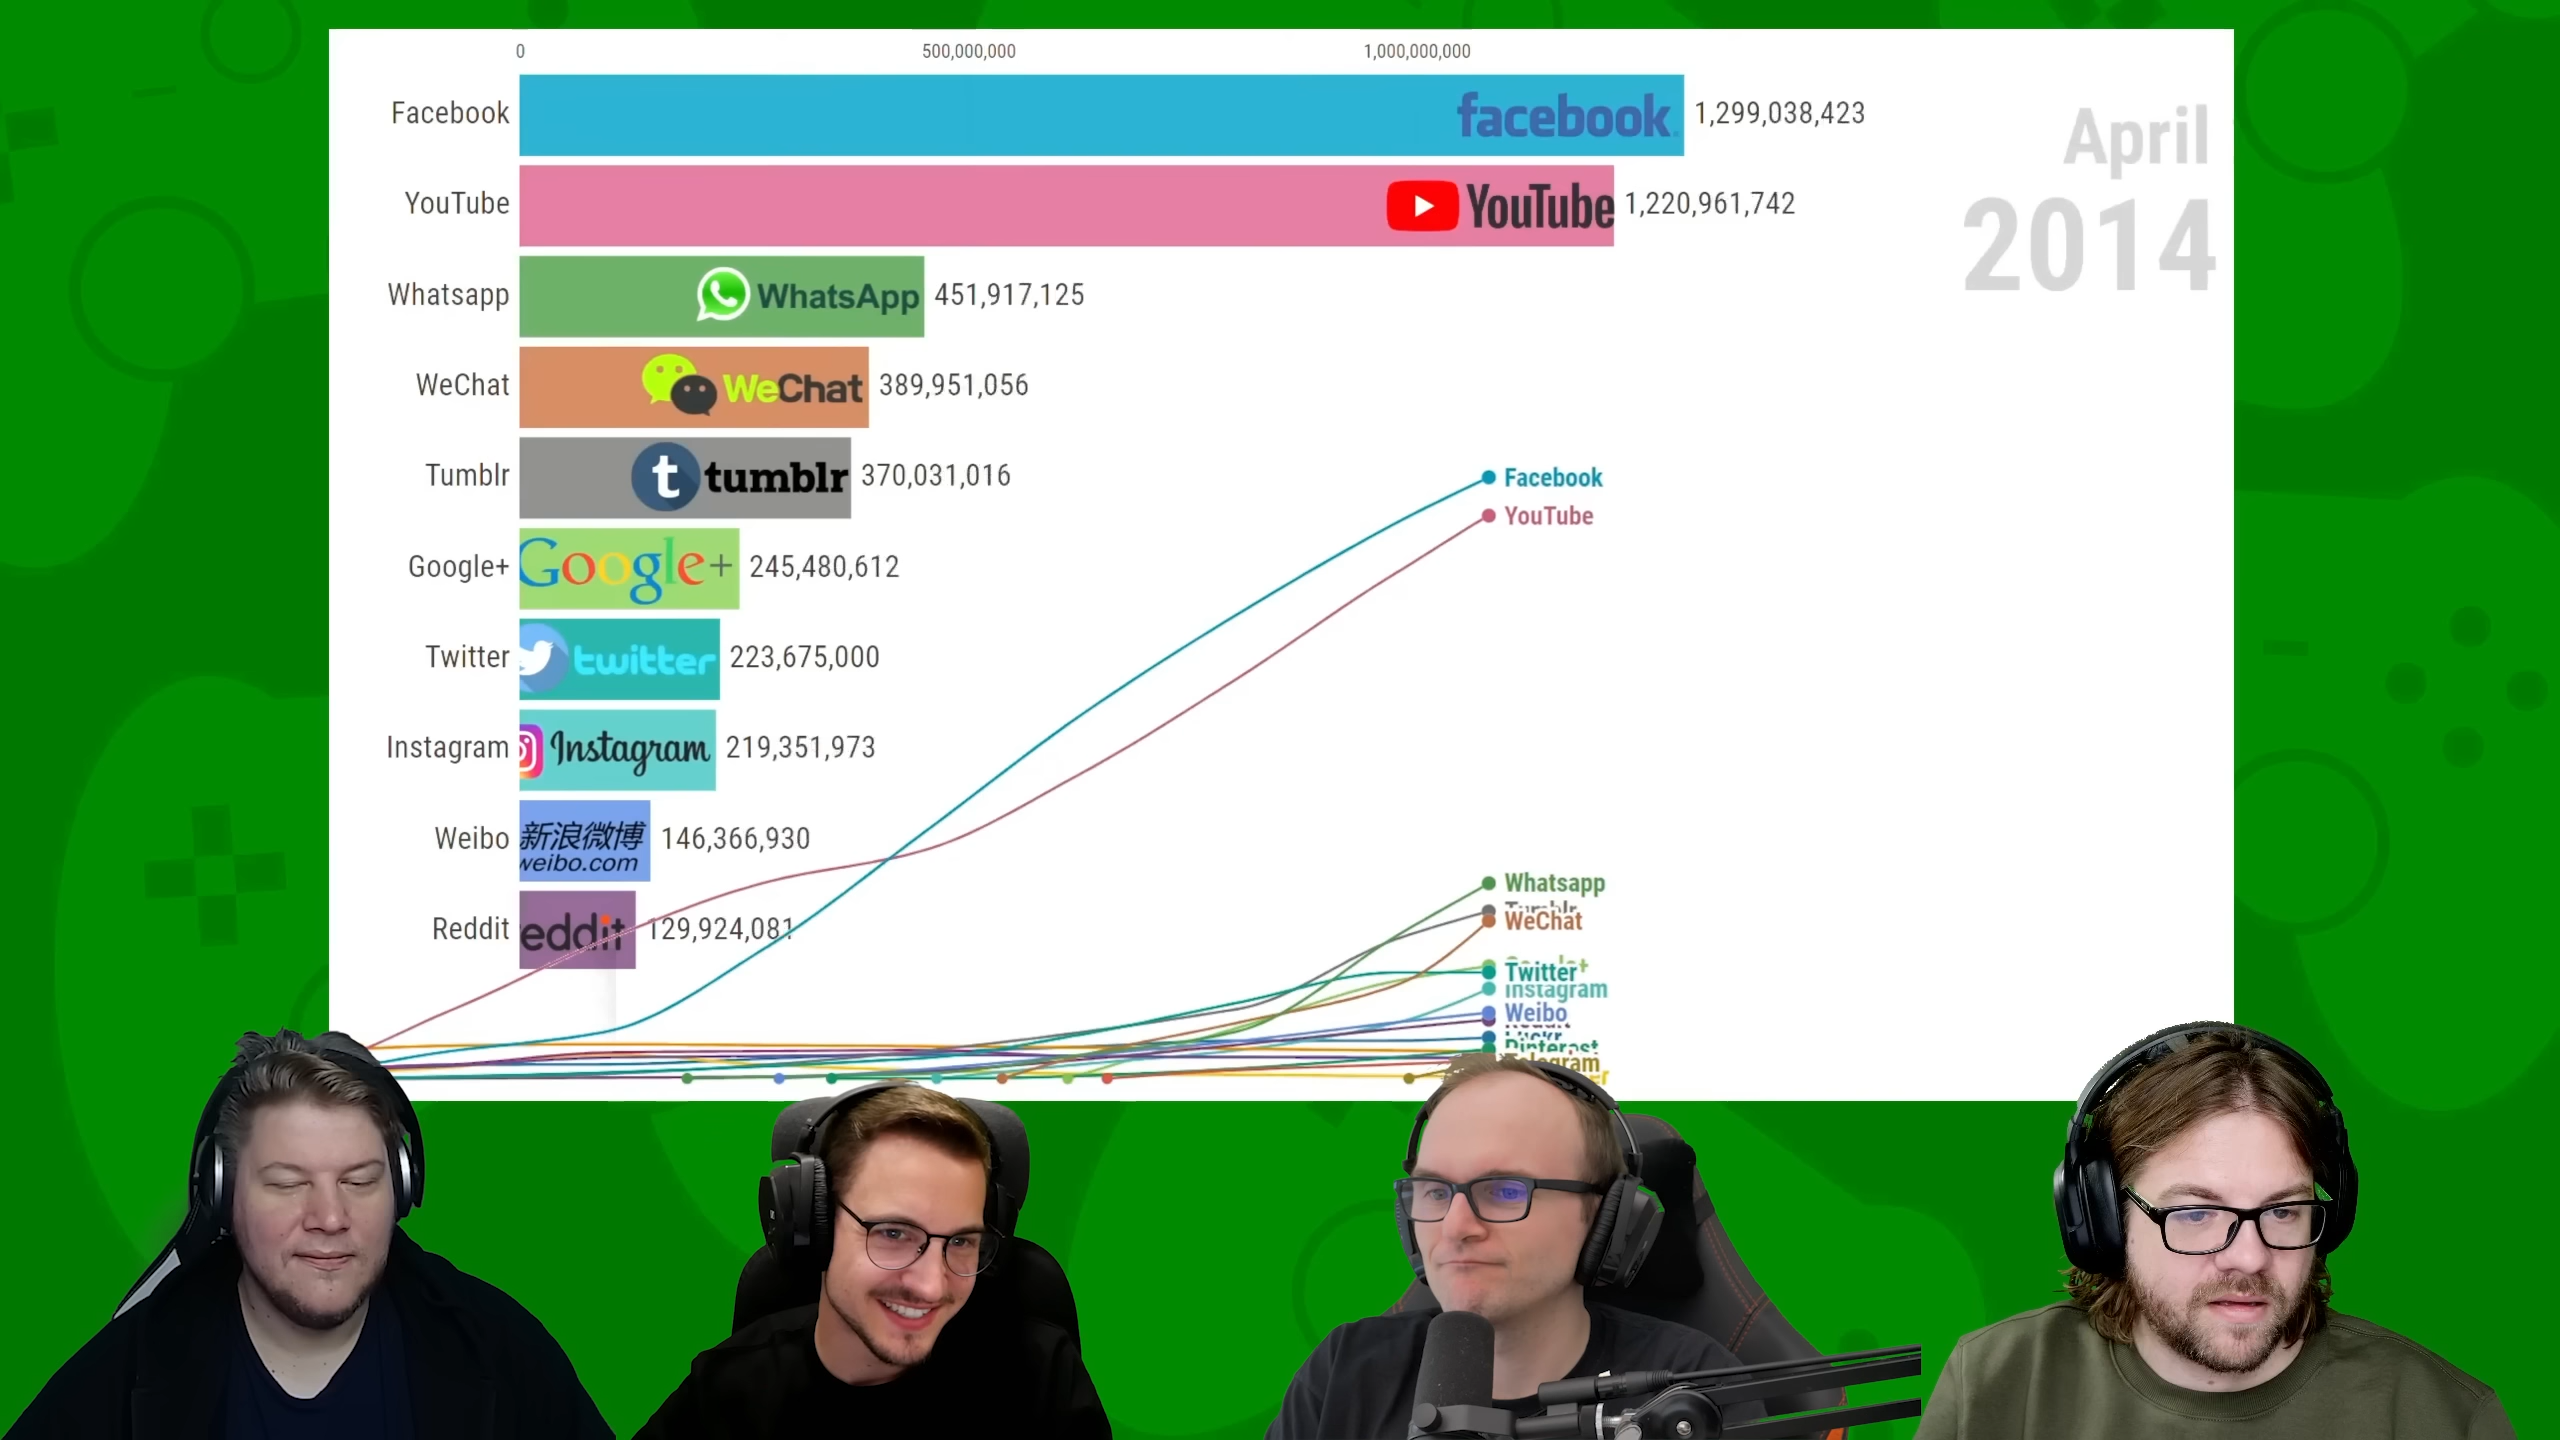 0 500,000,000 1,000,000,000
Facebook facebook 1,299,038,423
April
2014
YouTube YouTube 1,220,961,742
Whatsapp WhatsApp 451,917,125
WeChat WeChat 389,951,056
Tumblr tumblr 370,031,016
Google+ Google+ 245,480,612
Twitter twitter 223,675,000
Instagram Instagram 219,351,973
Weibo 新浪微博 146,366,930
weibo.com
Reddit eddit 129,924,081
Facebook
YouTube
Whatsapp
Tumblr
WeChat
Twitter
Instagram
Weibo
Pinterest